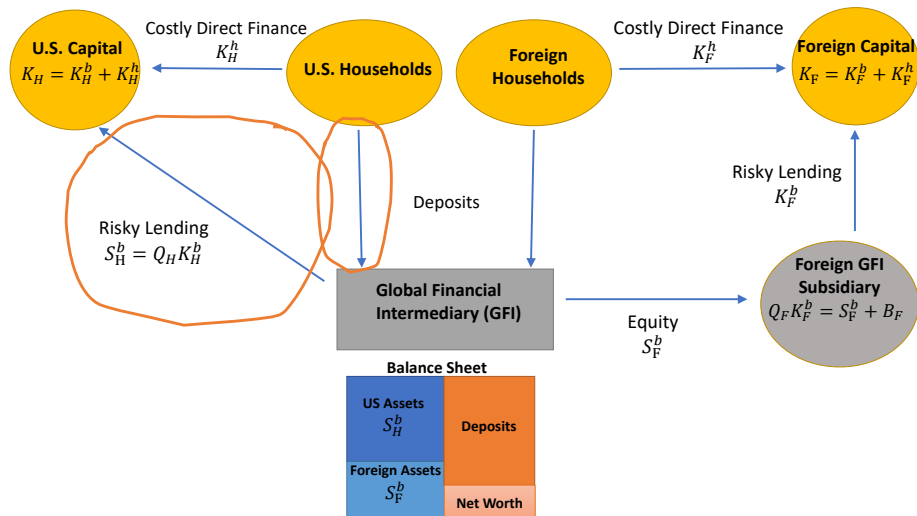 Costly Direct Finance
K_H^h
U.S. Capital
K_H = K_H^b + K_H^h
U.S. Households
Foreign
Households
Costly Direct Finance
K_F^h
Foreign Capital
K_F = K_F^b + K_F^h
Risky Lending
S_H^b = Q_H K_H^b
Deposits
Risky Lending
K_F^b
Global Financial
Intermediary (GFI)
Equity
S_F^b
Foreign GFI
Subsidiary
Q_F K_F^b = S_F^b + B_F
Balance Sheet
US Assets
S_H^b
Deposits
Foreign Assets
S_F^b
Net Worth